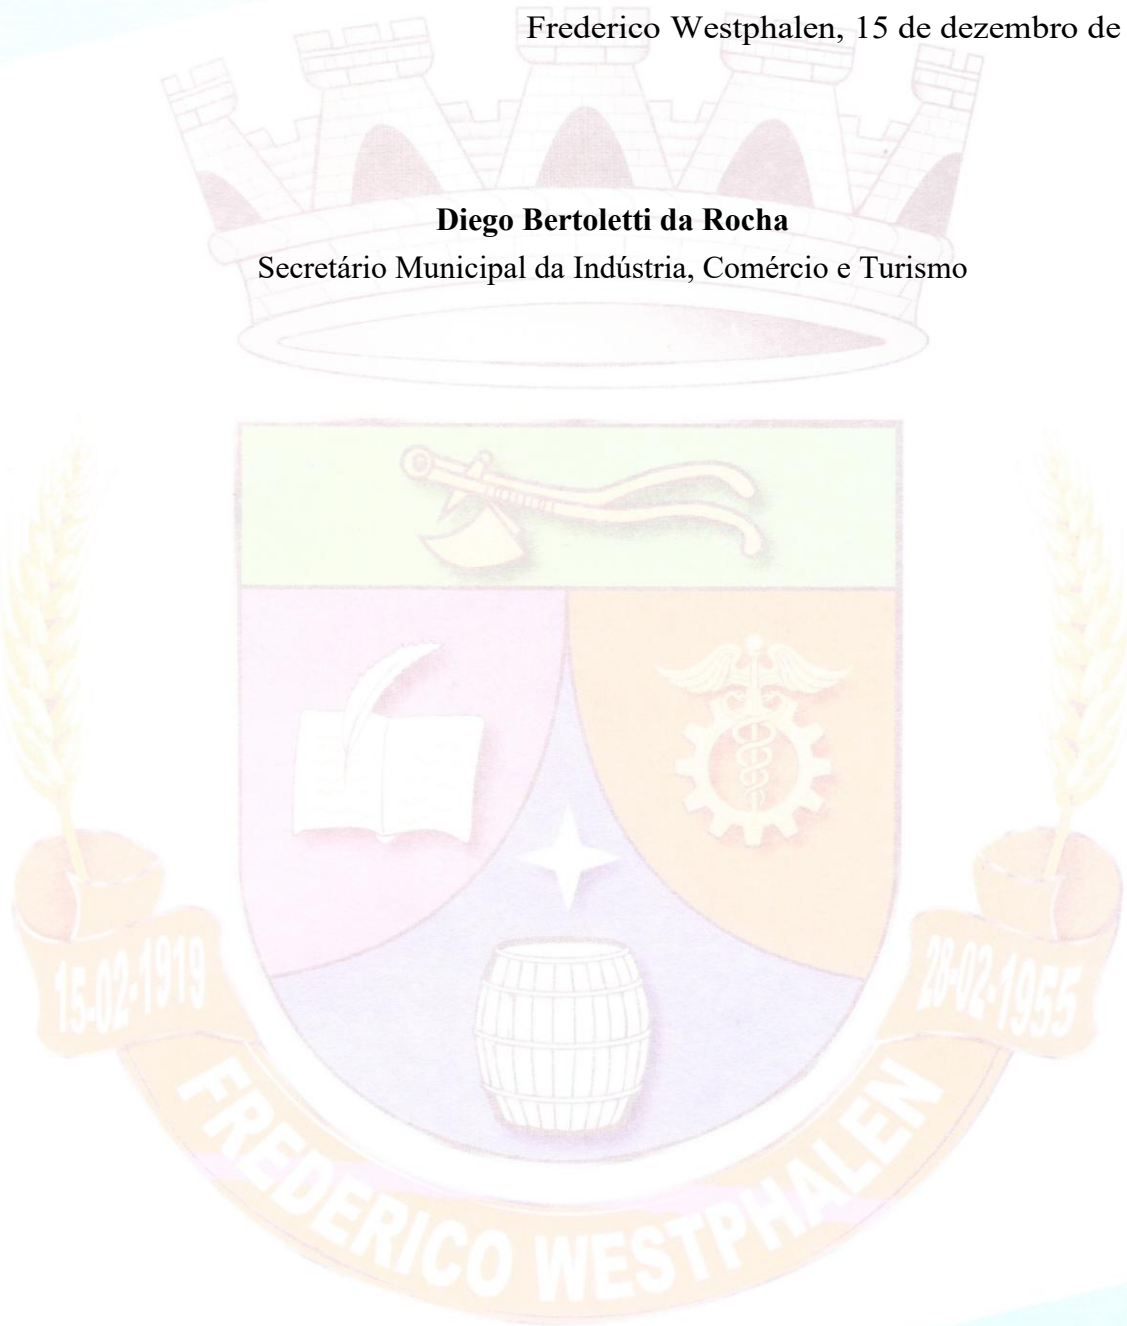 Frederico Westphalen, 15 de dezembro de
Diego Bertoletti da Rocha
Secretário Municipal da Indústria, Comércio e Turismo
15-02-1919
28-02-1955
FREDERICO WESTPHALEN